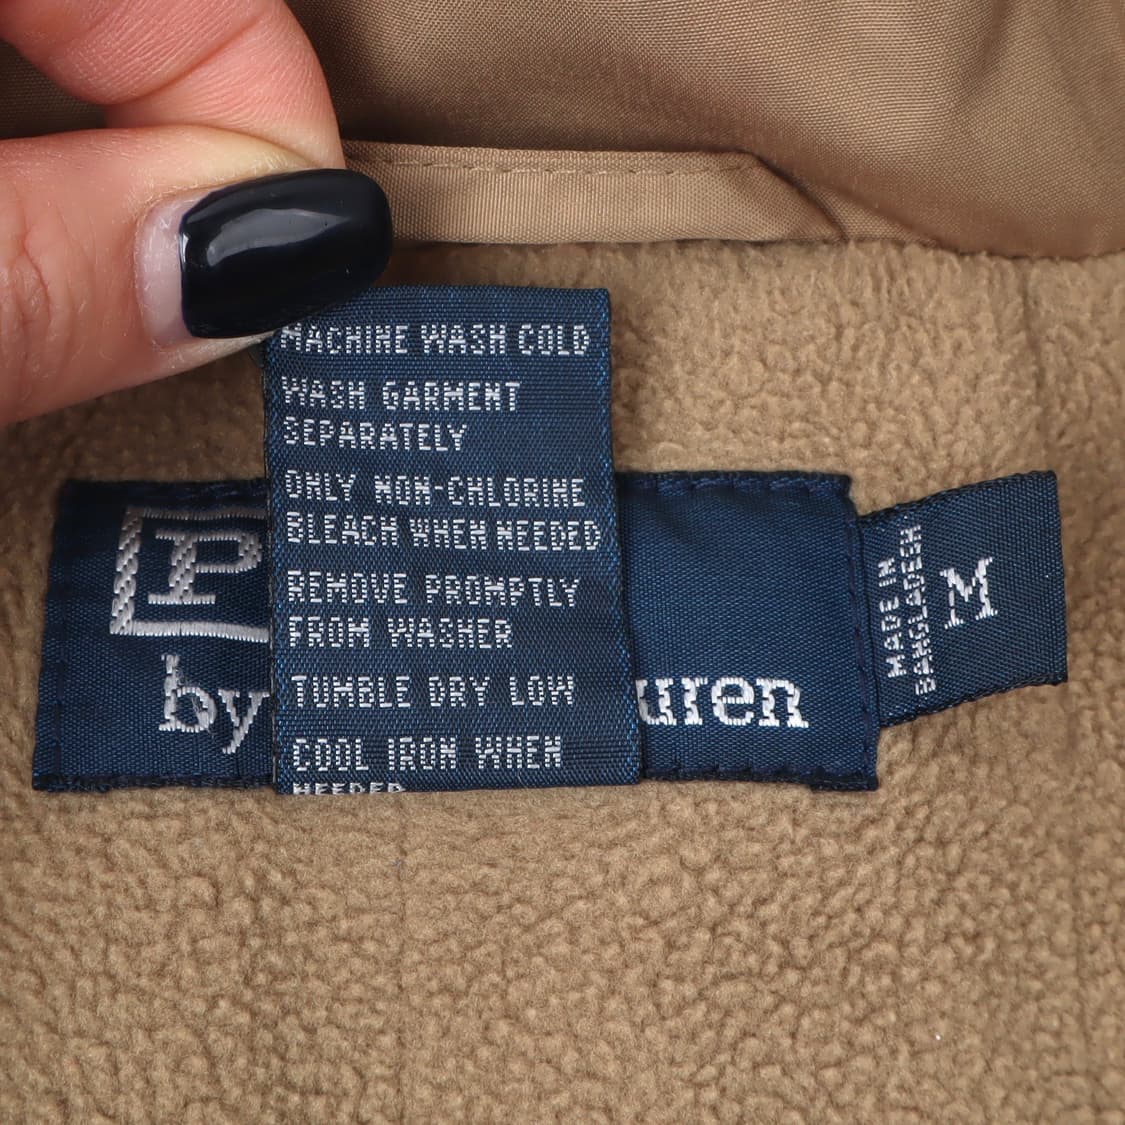 MACHINE WASH COLD
WASH GARMENT
SEPARATELY
ONLY NON-CHLORINE
BLEACH WHEN NEEDED
REMOVE PROMPTLY
FROM WASHER
TUMBLE DRY LOW
COOL IRON WHEN
NEEDED
P
by uren
MADE IN
BANGLADESH
M